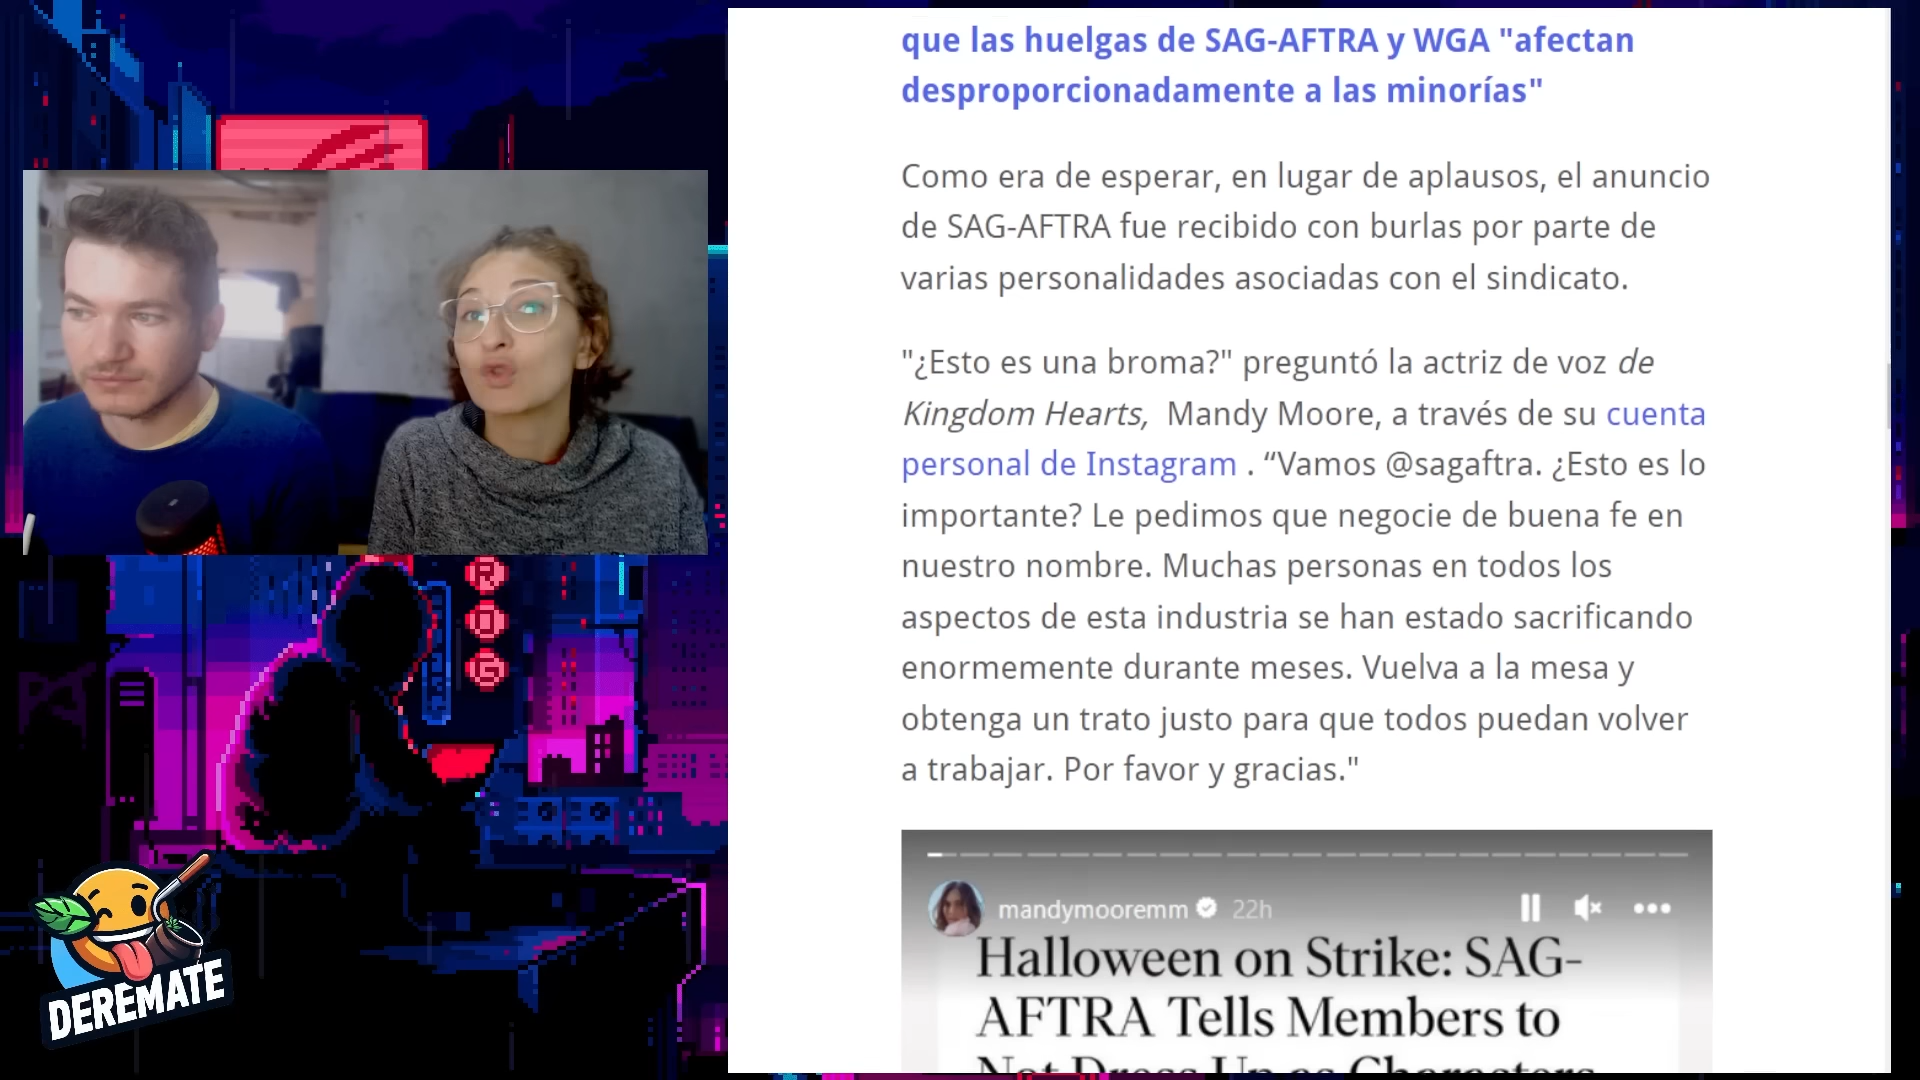 que las huelgas de SAG-AFTRA y WGA "afectan
desproporcionadamente a las minorías"
Como era de esperar, en lugar de aplausos, el anuncio
de SAG-AFTRA fue recibido con burlas por parte de
varias personalidades asociadas con el sindicato.
"¿Esto es una broma?" preguntó la actriz de voz de
Kingdom Hearts, Mandy Moore, a través de su cuenta
personal de Instagram . “Vamos @sagaftra. ¿Esto es lo
importante? Le pedimos que negocie de buena fe en
nuestro nombre. Muchas personas en todos los
aspectos de esta industria se han estado sacrificando
enormemente durante meses. Vuelva a la mesa y
obtenga un trato justo para que todos puedan volver
a trabajar. Por favor y gracias."
mandymooremm 22h
Halloween on Strike: SAG-
AFTRA Tells Members to
Not Dress Up as Characters
R
O
G
DEREMATE